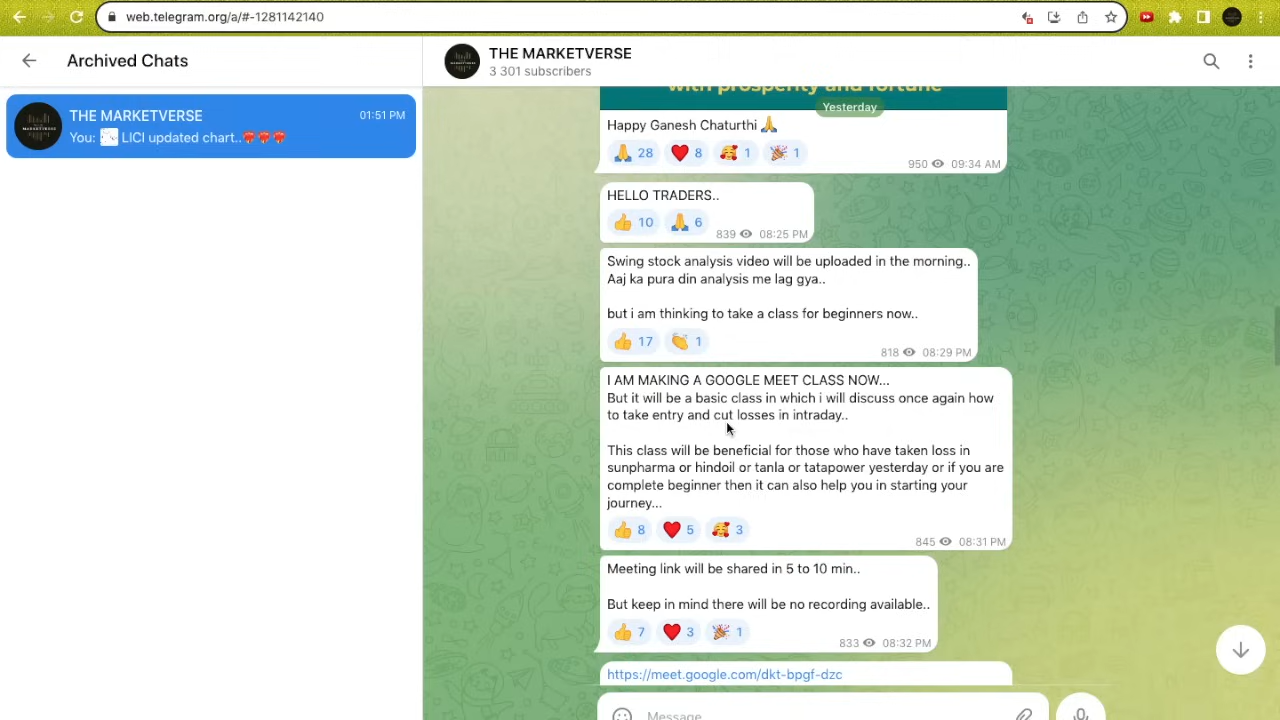 web.telegram.org/a/#-1281142140
Archived Chats
THE MARKETVERSE
3 301 subscribers
THE MARKETVERSE
01:51 PM
You: LICI updated chart..
with prosperity and fortune
Yesterday
Happy Ganesh Chaturthi 🙏
🙏 28 ❤️ 8 🥰 1 🎉 1
950 09:34 AM
HELLO TRADERS..
👍 10 🙏 6
839 08:25 PM
Swing stock analysis video will be uploaded in the morning..
Aaj ka pura din analysis me lag gya..
but i am thinking to take a class for beginners now..
👍 17 👏 1
818 08:29 PM
I AM MAKING A GOOGLE MEET CLASS NOW...
But it will be a basic class in which i will discuss once again how
to take entry and cut losses in intraday..
This class will be beneficial for those who have taken loss in
sunpharma or hindoil or tanla or tatapower yesterday or if you are
complete beginner then it can also help you in starting your
journey...
👍 8 ❤️ 5 🥰 3
845 08:31 PM
Meeting link will be shared in 5 to 10 min..
But keep in mind there will be no recording available..
👍 7 ❤️ 3 🎉 1
833 08:32 PM
https://meet.google.com/dkt-bpgf-dzc
Message